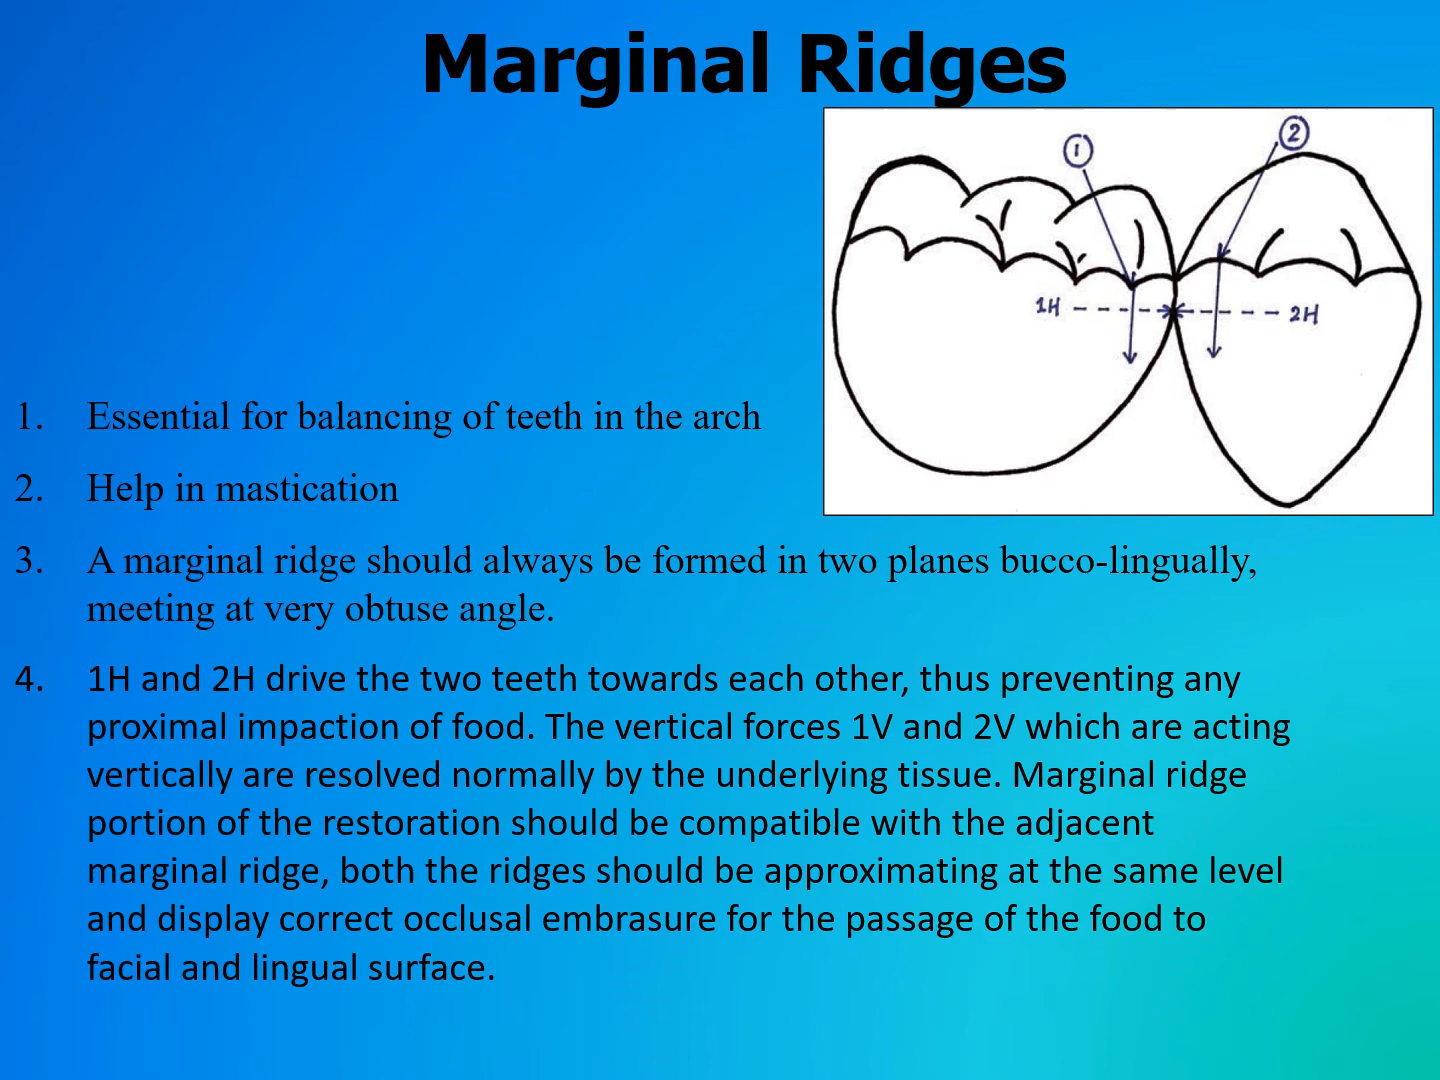 Marginal Ridges
①
②
1H
2H
1. Essential for balancing of teeth in the arch
2. Help in mastication
3. A marginal ridge should always be formed in two planes bucco-lingually,
meeting at very obtuse angle.
4. 1H and 2H drive the two teeth towards each other, thus preventing any
proximal impaction of food. The vertical forces 1V and 2V which are acting
vertically are resolved normally by the underlying tissue. Marginal ridge
portion of the restoration should be compatible with the adjacent
marginal ridge, both the ridges should be approximating at the same level
and display correct occlusal embrasure for the passage of the food to
facial and lingual surface.